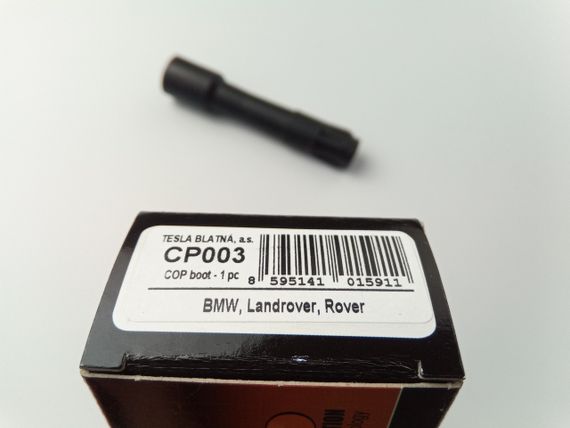 TESLA BLATNÁ, a.s.
CP003
COP boot - 1 pc
8 595141 015911
BMW, Landrover, Rover